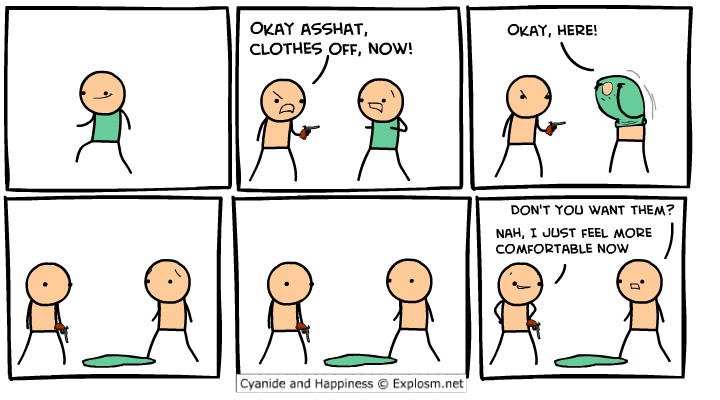 OKAY ASSHAT,
CLOTHES OFF, NOW!
OKAY, HERE!
DON'T YOU WANT THEM?
NAH, I JUST FEEL MORE
COMFORTABLE NOW
Cyanide and Happiness © Explosm.net